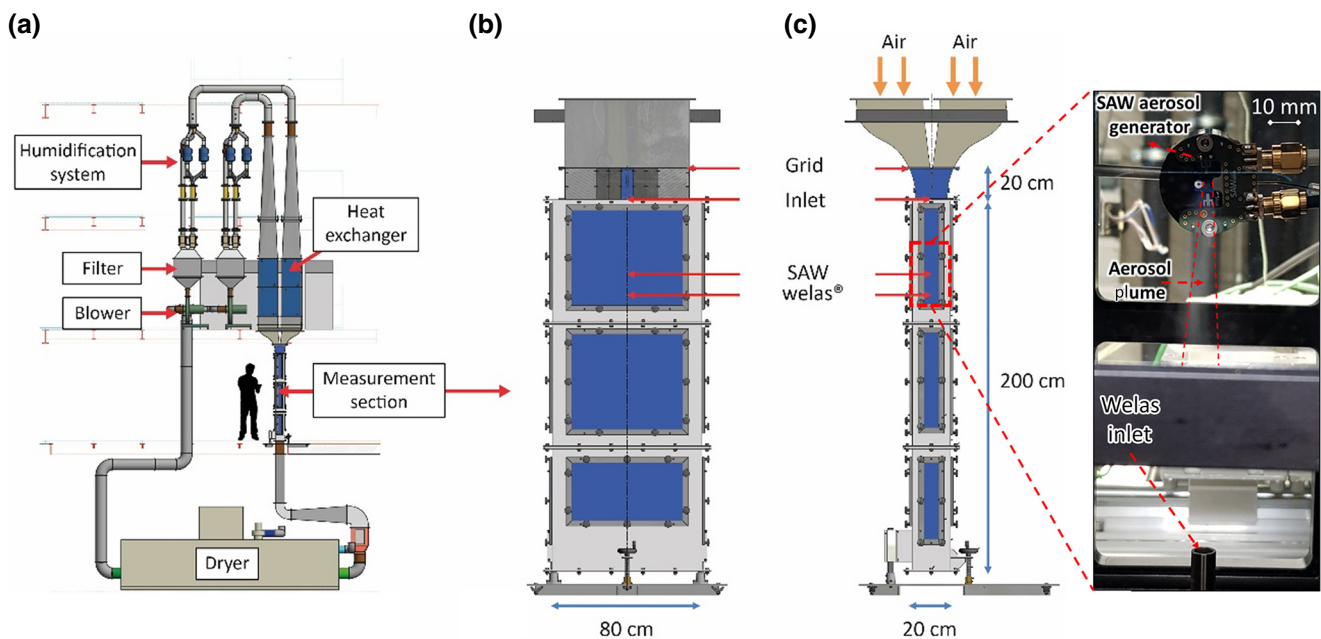 (a)
Humidification
system
Heat
exchanger
Filter
Blower
Measurement
section
Dryer
(b)
80 cm
(c)
Air
Air
Grid
20 cm
Inlet
SAW
welas®
200 cm
20 cm
SAW aerosol
generator
10 mm
Aerosol
plume
Welas
inlet